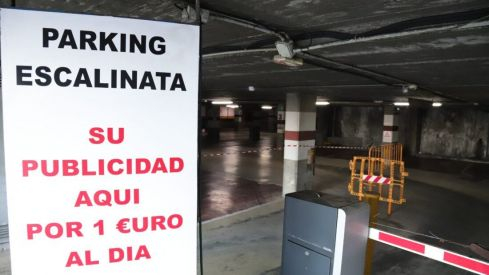 PARKING
ESCALINATA
SU
PUBLICIDAD
AQUI
POR 1 €URO
AL DIA